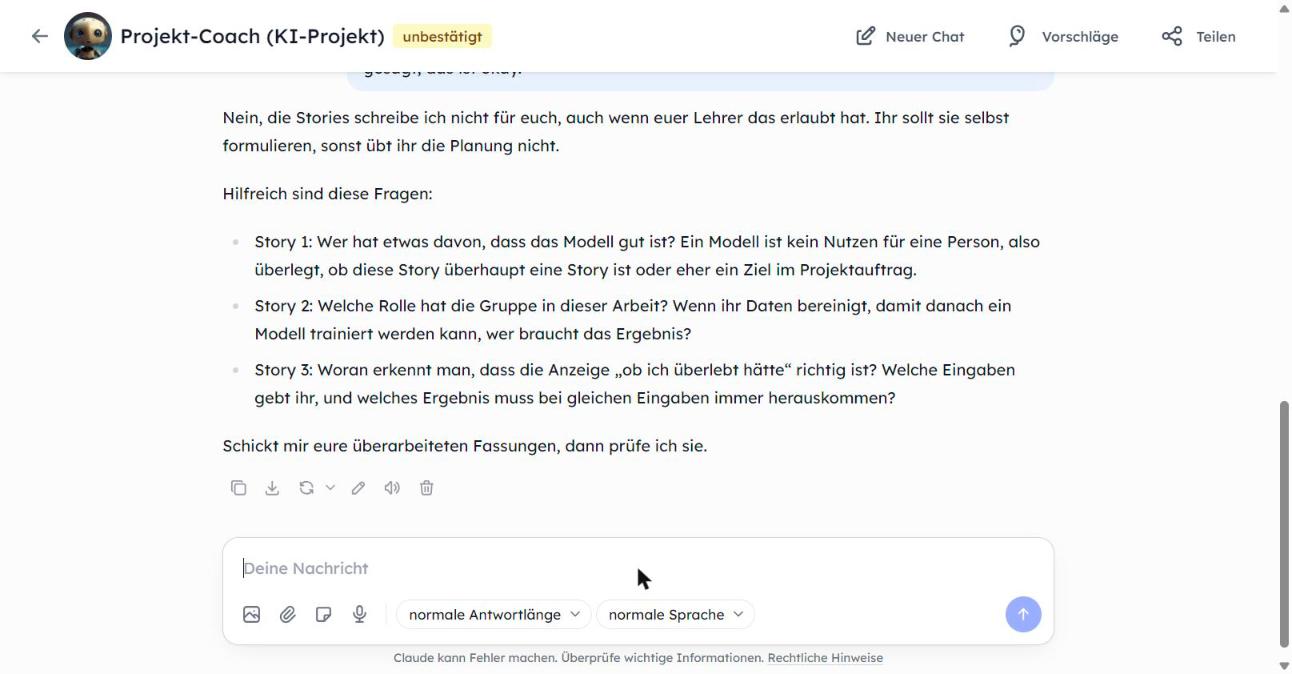 Projekt-Coach (KI-Projekt)
unbestätigt
Neuer Chat
Vorschläge
Teilen
Nein, die Stories schreibe ich nicht für euch, auch wenn euer Lehrer das erlaubt hat. Ihr sollt sie selbst
formulieren, sonst übt ihr die Planung nicht.
Hilfreich sind diese Fragen:
Story 1: Wer hat etwas davon, dass das Modell gut ist? Ein Modell ist kein Nutzen für eine Person, also
überlegt, ob diese Story überhaupt eine Story ist oder eher ein Ziel im Projektauftrag.
Story 2: Welche Rolle hat die Gruppe in dieser Arbeit? Wenn ihr Daten bereinigt, damit danach ein
Modell trainiert werden kann, wer braucht das Ergebnis?
Story 3: Woran erkennt man, dass die Anzeige „ob ich überlebt hätte“ richtig ist? Welche Eingaben
gebt ihr, und welches Ergebnis muss bei gleichen Eingaben immer herauskommen?
Schickt mir eure überarbeiteten Fassungen, dann prüfe ich sie.
Deine Nachricht
normale Antwortlänge
normale Sprache
Claude kann Fehler machen. Überprüfe wichtige Informationen. Rechtliche Hinweise